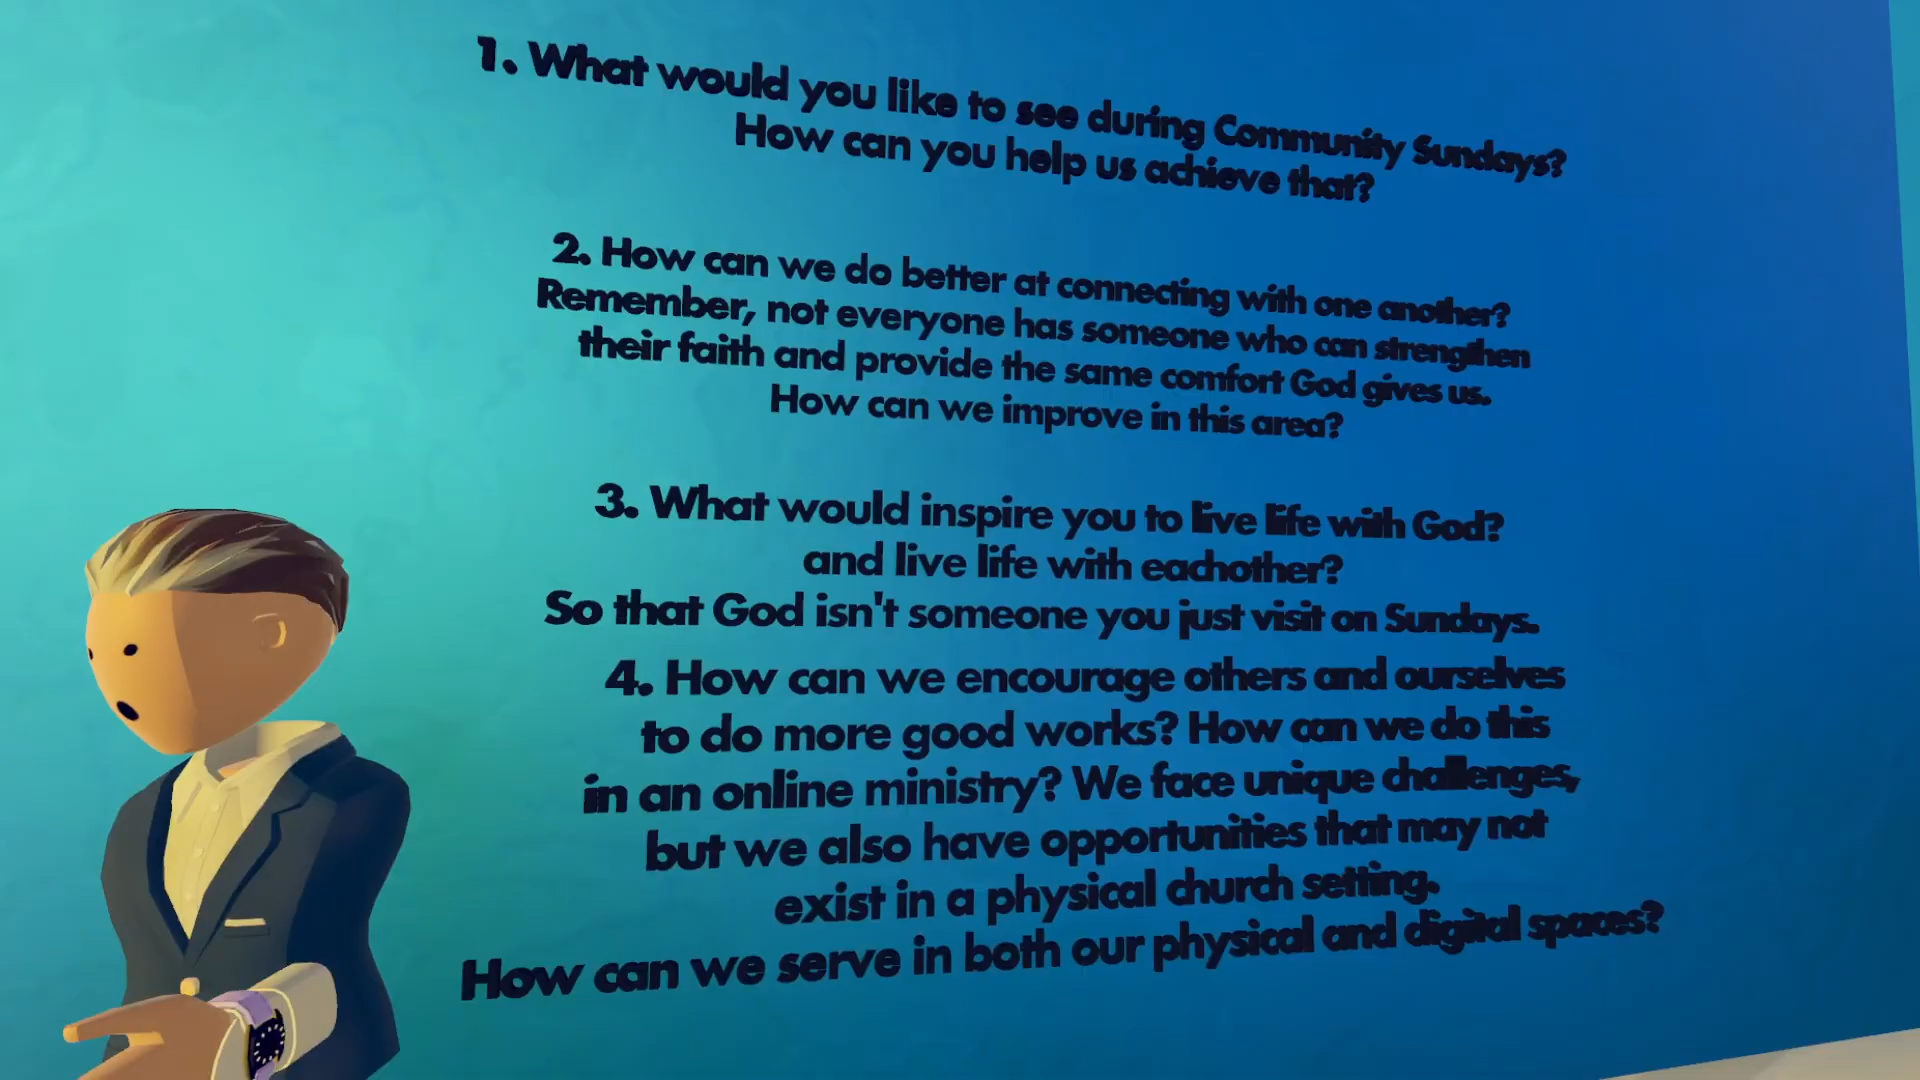 1. What would you like to see during Community Sundays?
How can you help us achieve that?
2. How can we do better at connecting with one another?
Remember, not everyone has someone who can strengthen
their faith and provide the same comfort God gives us.
How can we improve in this area?
3. What would inspire you to live life with God?
and live life with eachother?
So that God isn't someone you just visit on Sundays.
4. How can we encourage others and ourselves
to do more good works? How can we do this
in an online ministry? We face unique challenges,
but we also have opportunities that may not
exist in a physical church setting.
How can we serve in both our physical and digital spaces?